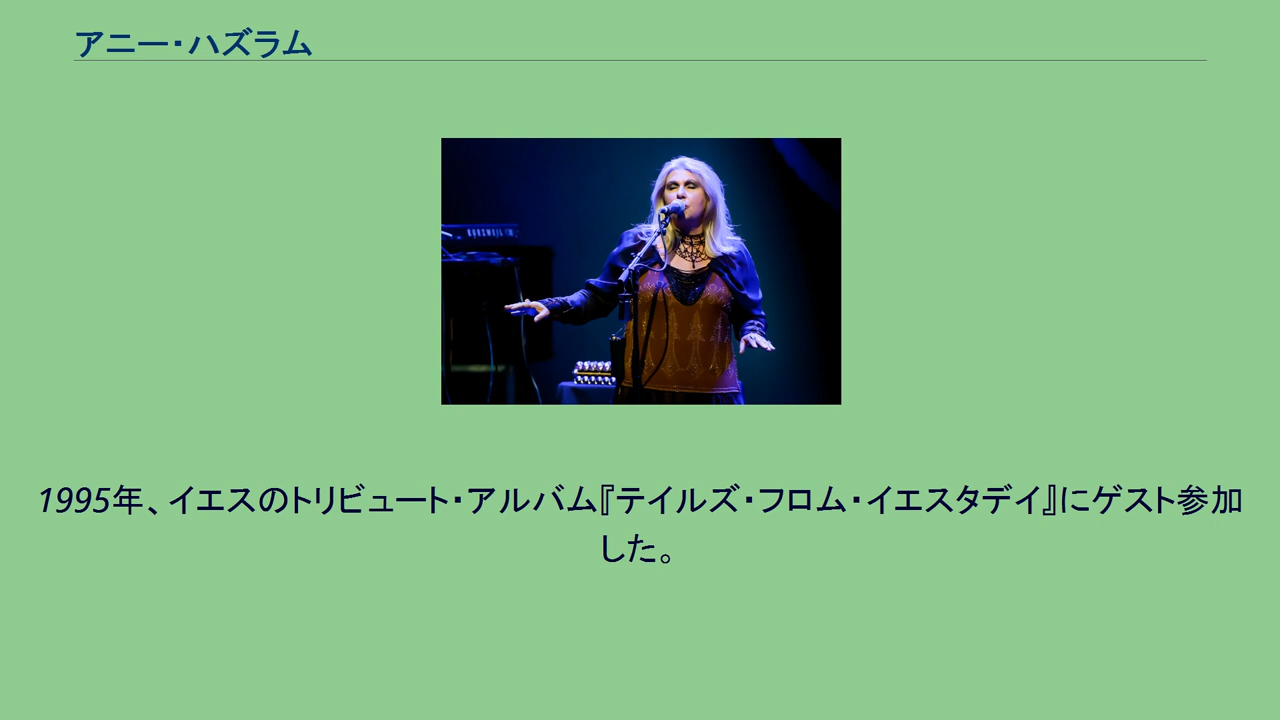 アニー・ハズラム
KURZWEIL
1995年、イエスのトリビュート・アルバム『テイルズ・フロム・イエスタデイ』にゲスト参加
した。